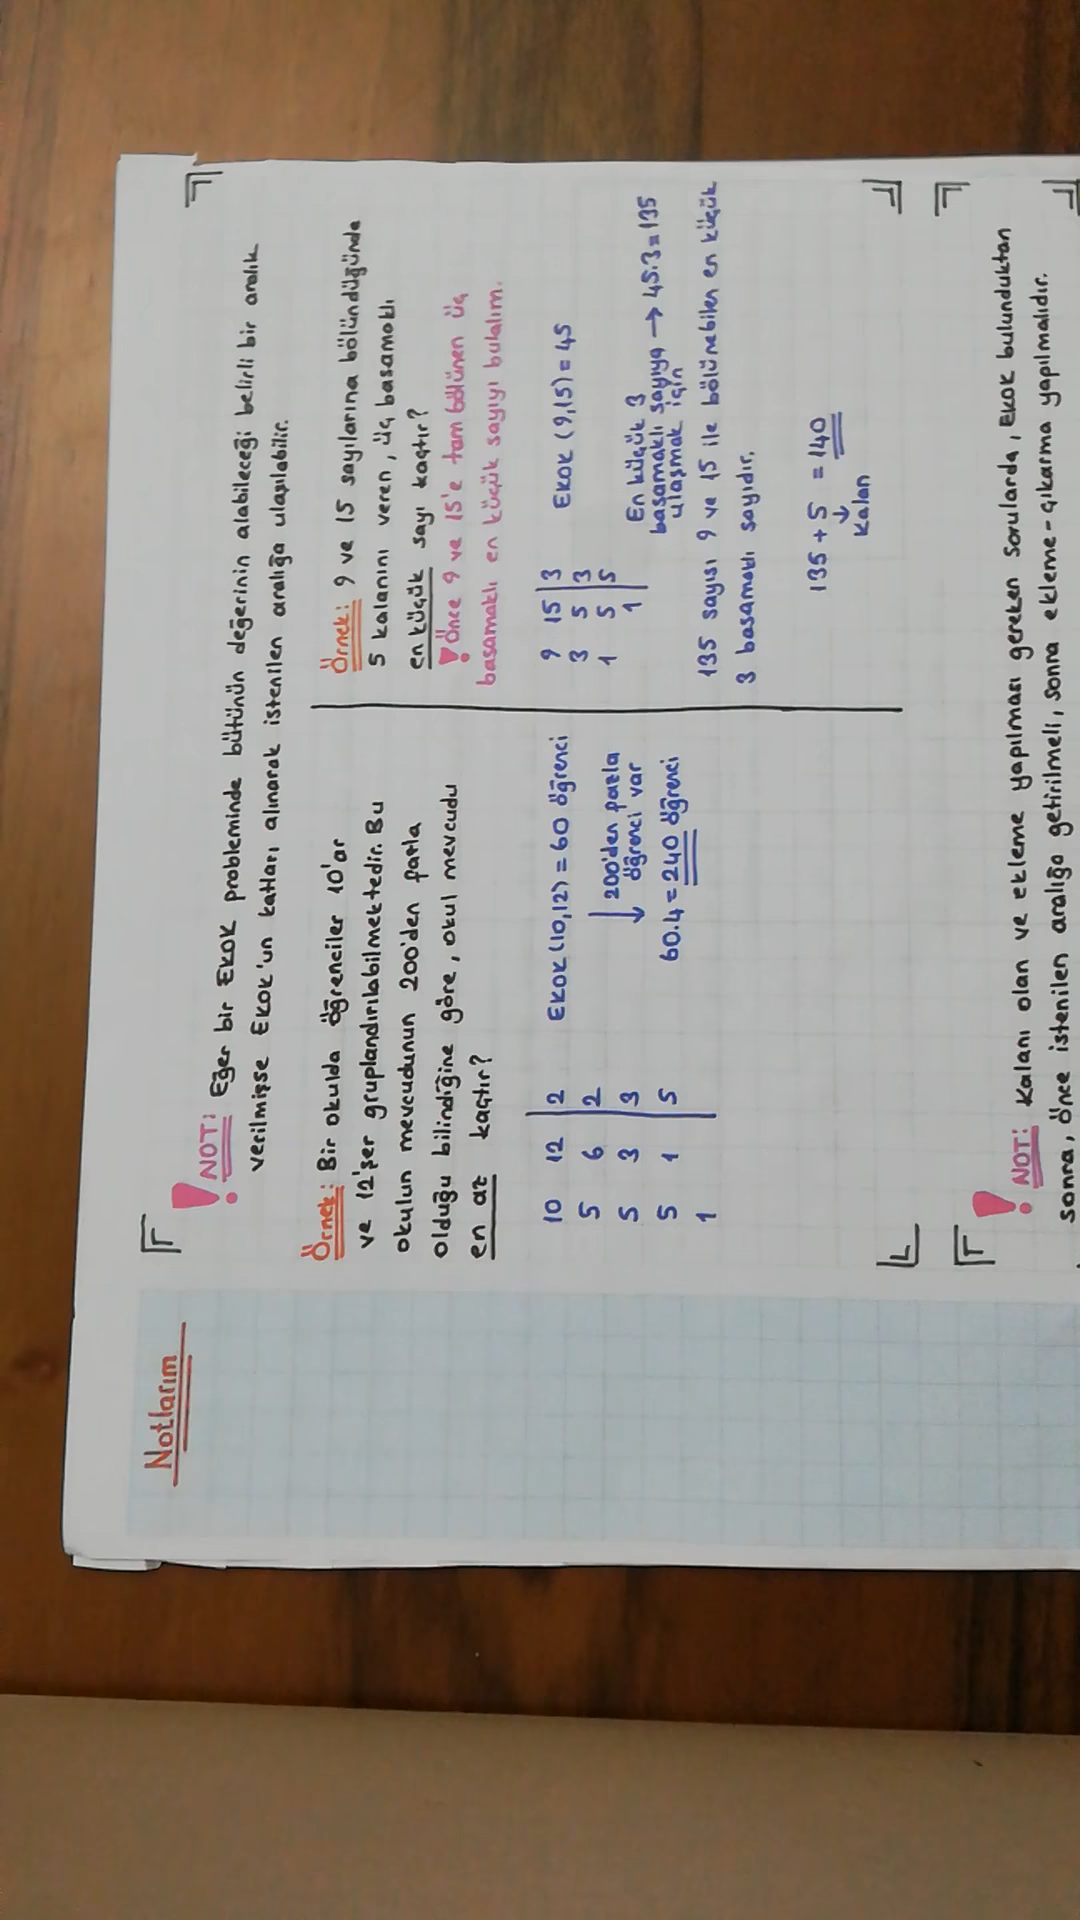 Notlarım
! NOT: Eğer bir EKOK probleminde bütünün değerinin alabileceği belirli bir aralık
verilmişse EKOK'un katları alınarak istenilen aralığa ulaşılabilir.
Örnek: Bir okulda öğrenciler 10'ar
ve 12'şer gruplandırılabilmektedir. Bu
okulun mevcudunun 200'den fazla
olduğu bilindiğine göre, okul mevcudu
en az kaçtır?
10 12 | 2
5 6 | 2
5 3 | 3
5 1 | 5
1
EKOK (10,12) = 60 öğrenci
↓ 200'den fazla
öğrenci var
60.4 = 240 öğrenci
Örnek: 9 ve 15 sayılarına bölündüğünde
5 kalanını veren, üç basamaklı
en küçük sayı kaçtır?
! Önce 9 ve 15'e tam bölünen üç
basamaklı en küçük sayıyı bulalım.
9 15 | 3
3 5 | 3
1 5 | 5
1
EKOK (9,15) = 45
En küçük 3
basamaklı sayıya → 45.3 = 135
ulaşmak için
135 sayısı 9 ve 15 ile bölünebilen en küçük
3 basamaklı sayıdır.
135 + 5 = 140
↓
Kalan
! NOT: Kalanı olan ve ekleme yapılması gereken sorularda, EKOK bulunduktan
sonra, önce istenilen aralığa getirilmeli, sonra ekleme-çıkarma yapılmalıdır.